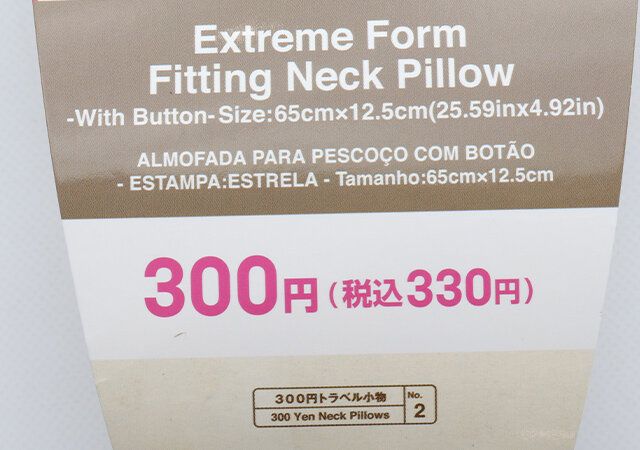 Extreme Form
Fitting Neck Pillow
-With Button- Size:65cm×12.5cm(25.59inx4.92in)
ALMOFADA PARA PESCOÇO COM BOTÃO
- ESTAMPA:ESTRELA - Tamanho:65cm×12.5cm
300円(税込330円)
300円トラベル小物
300 Yen Neck Pillows
No.
2